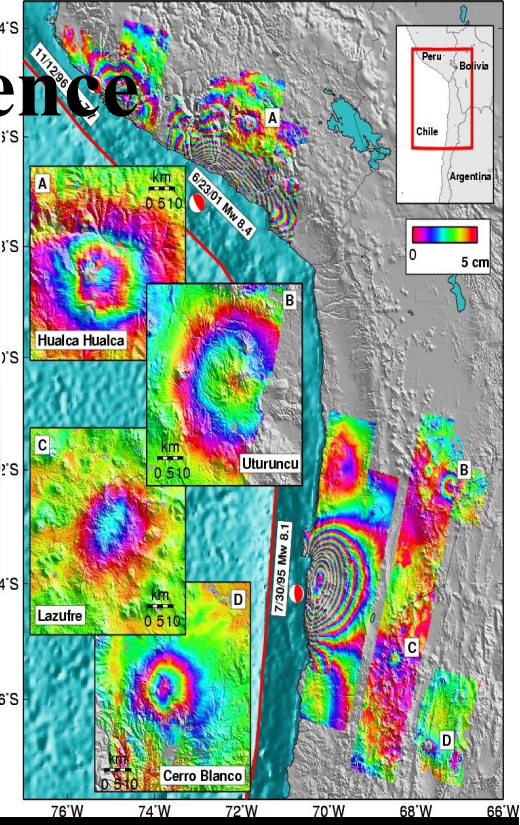 4°S
ence
11/12/96
Peru
Bolivia
Chile
Argentina
A
6/23/01 Mw 8.4
0
5 cm
A
km
0 5 10
Hualca Hualca
B
km
0 5 10
Uturuncu
C
km
0 5 10
Lazufre
D
km
0 5 10
Cerro Blanco
7/30/95 Mw 8.1
B
C
D
6°S
8°S
0°S
2°S
4°S
6°S
76°W 74°W 72°W 70°W 68°W 66°W